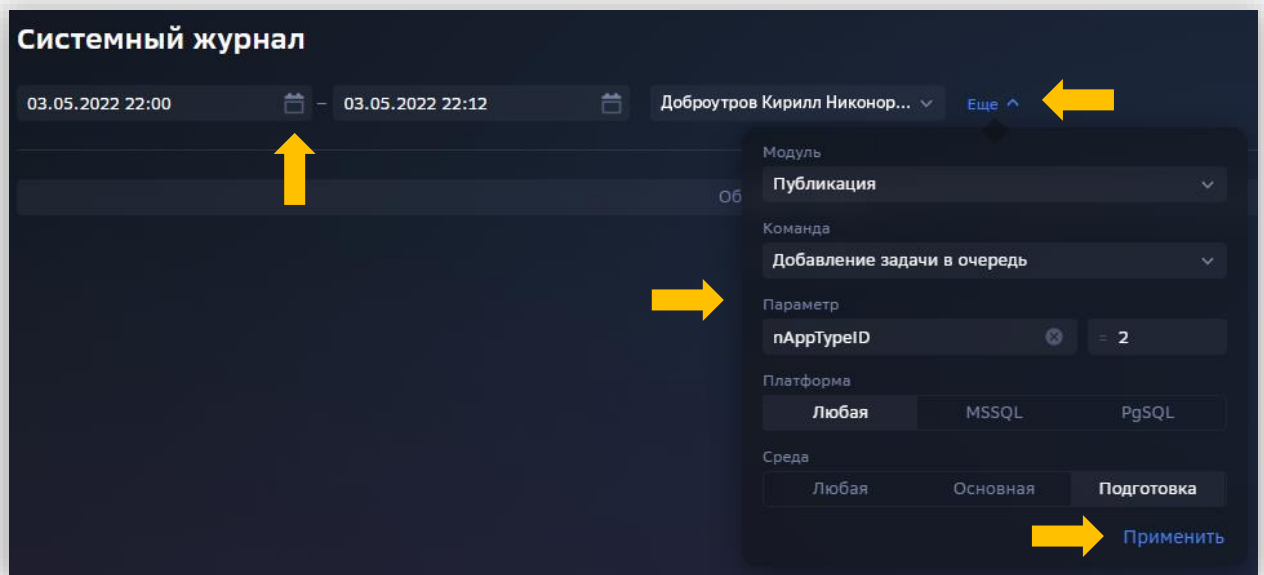 Системный журнал
03.05.2022 22:00 – 03.05.2022 22:12 Доброутров Кирилл Никонор... Еще
Модуль
Публикация
Об
Команда
Добавление задачи в очередь
Параметр
nAppTypeID = 2
Платформа
Любая MSSQL PgSQL
Среда
Любая Основная Подготовка
Применить